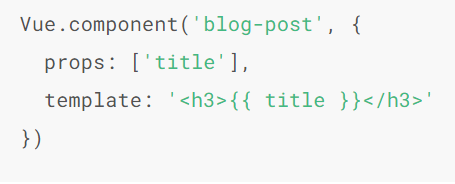 Vue.component('blog-post', {
  props: ['title'],
  template: '<h3>{{ title }}</h3>'
})